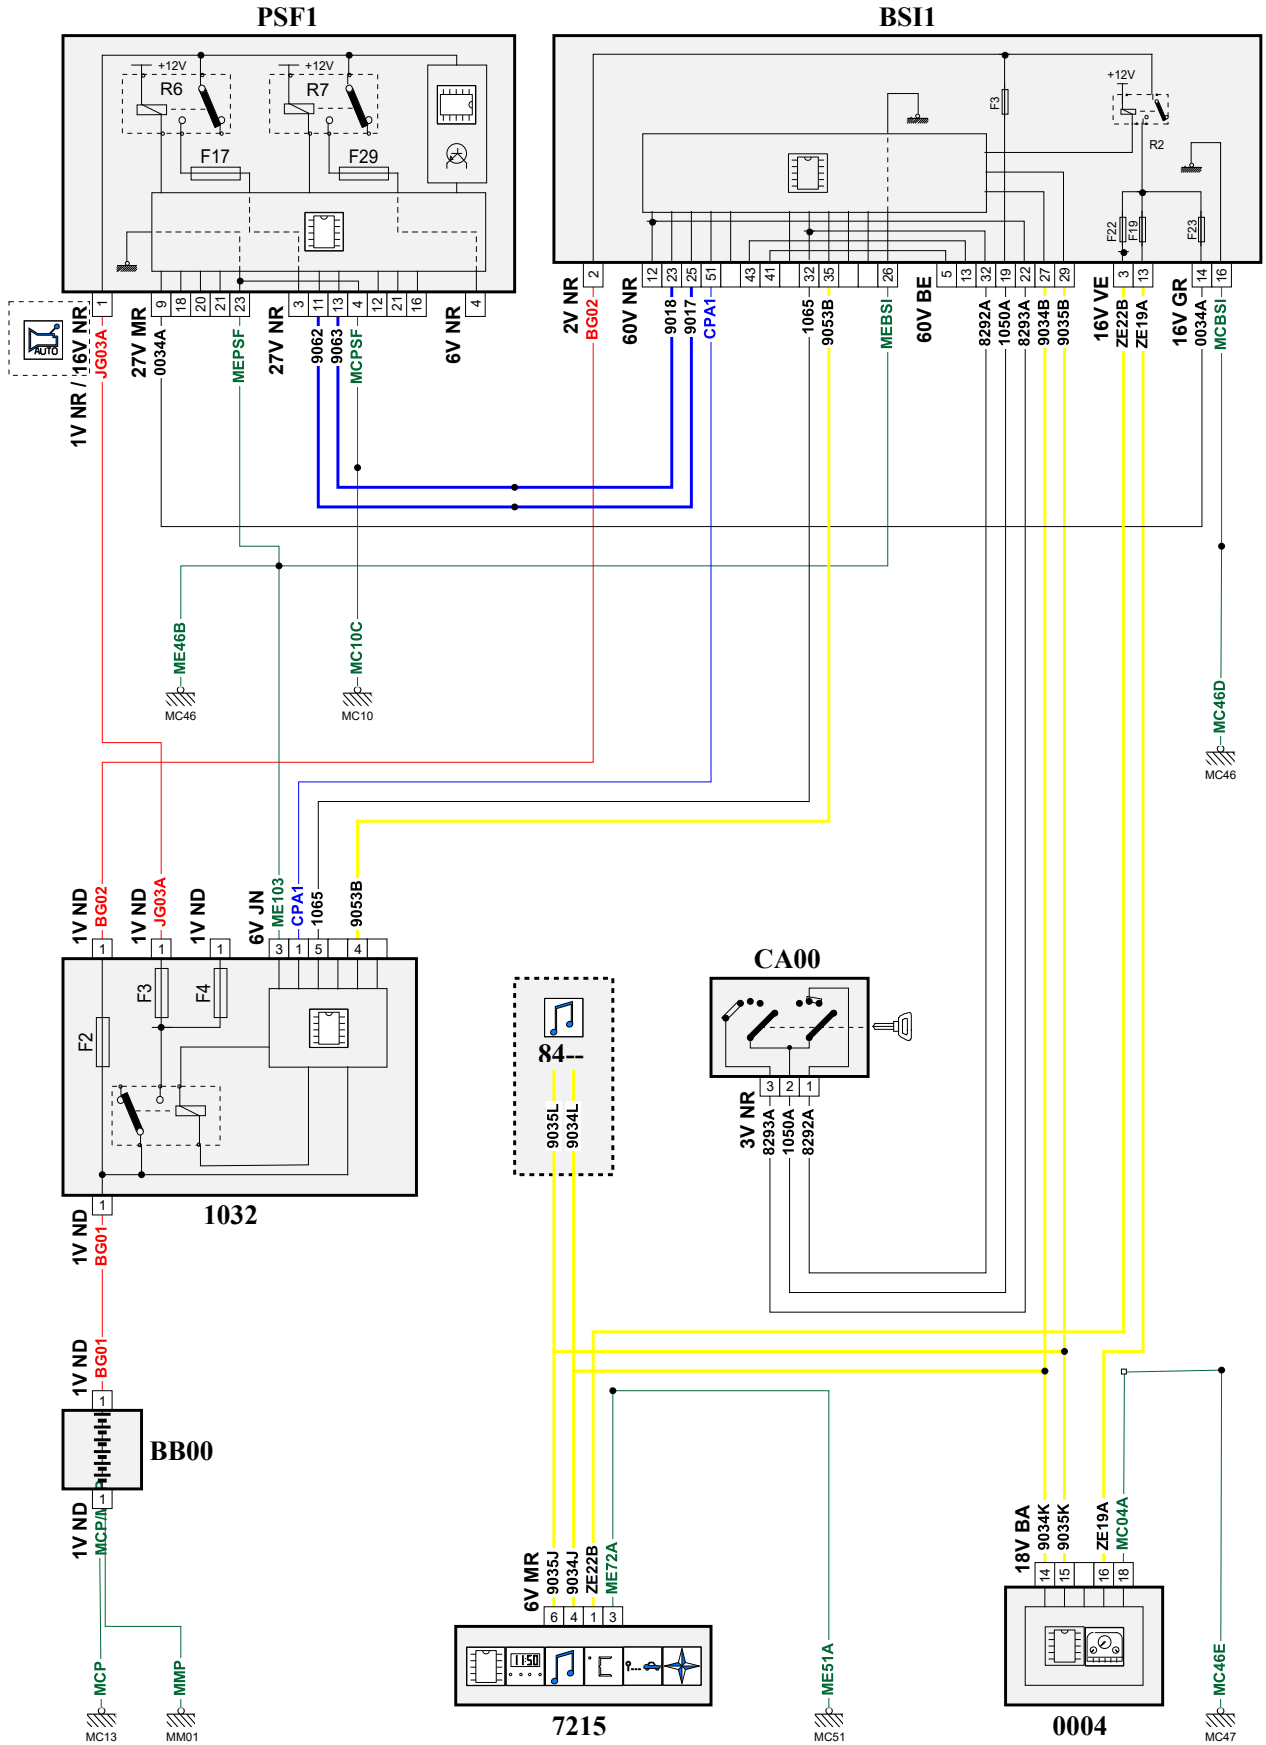 PSF1
BSI1
+12V
R6
+12V
R7
F17
F29
F3
+12V
R2
F22
F19
F23
1
9
18
20
21
23
3
11
13
4
12
21
16
4
2
12
23
25
51
43
41
32
35
26
5
13
32
19
22
27
29
3
13
14
16
AUTO
1V NR / 16V NR
JG03A
27V MR
0034A
MEPSF
27V NR
9062
9063
MCPSF
6V NR
2V NR
BG02
60V NR
9018
9017
CPA1
1065
9053B
MEBSI
60V BE
8292A
1050A
8293A
9034B
9035B
16V VE
ZE22B
ZE19A
16V GR
0034A
MCBSI
ME46B
MC46
MC10C
MC10
MC46D
MC46
1V ND
BG02
1V ND
JG03A
1V ND
6V JN
ME103
CPA1
1065
9053B
1
1
1
3
1
5
4
F3
F4
F2
1
1032
1V ND
BG01
84--
9035L
9034L
CA00
3
2
1
3V NR
8293A
1050A
8292A
1V ND
BG01
1
BB00
1
1V ND
MCP
MC13
MMP
MM01
6V MR
9035J
9034J
ZE22B
ME72A
6
4
1
3
11:50
°C
7215
ME51A
MC51
18V BA
9034K
9035K
ZE19A
MC04A
14
15
16
18
0004
MC46E
MC47